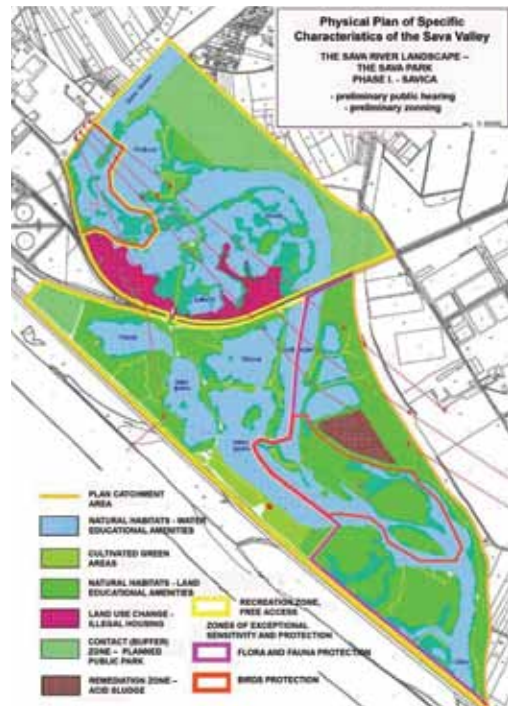 Physical Plan of Specific
Characteristics of the Sava Valley
THE SAVA RIVER LANDSCAPE –
THE SAVA PARK
PHASE I. - SAVICA
- preliminary public hearing
- preliminary zonning
PLAN CATCHMENT
AREA
NATURAL HABITATS - WATER
EDUCATIONAL AMENITIES
CULTIVATED GREEN
AREAS
NATURAL HABITATS - LAND
EDUCATIONAL AMENITIES
LAND USE CHANGE -
ILLEGAL HOUSING
CONTACT (BUFFER)
ZONE – PLANNED
PUBLIC PARK
REMEDIATION ZONE –
ACID SLUDGE
RECREATION ZONE,
FREE ACCESS
ZONES OF EXCEPTIONAL
SENSITIVITY AND PROTECTION
FLORA AND FAUNA PROTECTION
BIRDS PROTECTION